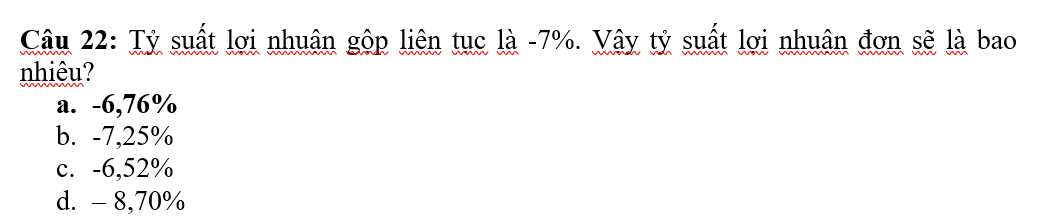 Câu 22: Tỷ suất lợi nhuận gộp liên tục là -7%. Vậy tỷ suất lợi nhuận đơn sẽ là bao
nhiêu?
a. -6,76%
b. -7,25%
c. -6,52%
d. – 8,70%